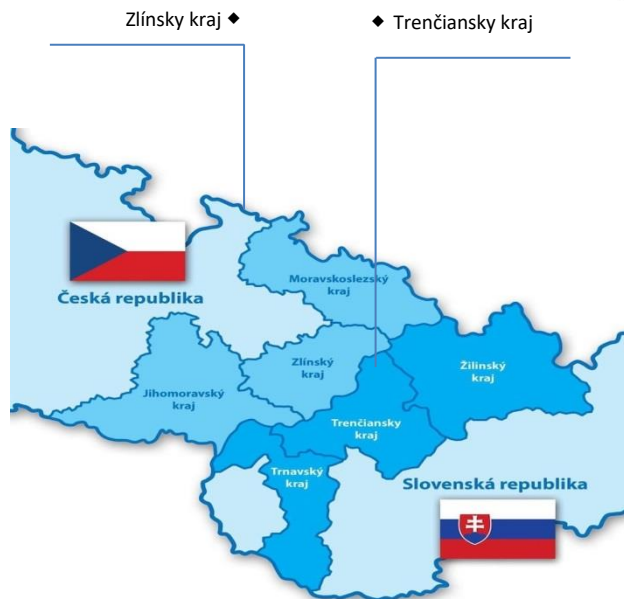 Zlínsky kraj ◆
◆ Trenčiansky kraj
Moravskoslezský
kraj
Česká republika
Zlínský
kraj
Žilinský
kraj
Jihomoravský
kraj
Trenčiansky
kraj
Trnavský
kraj
Slovenská republika